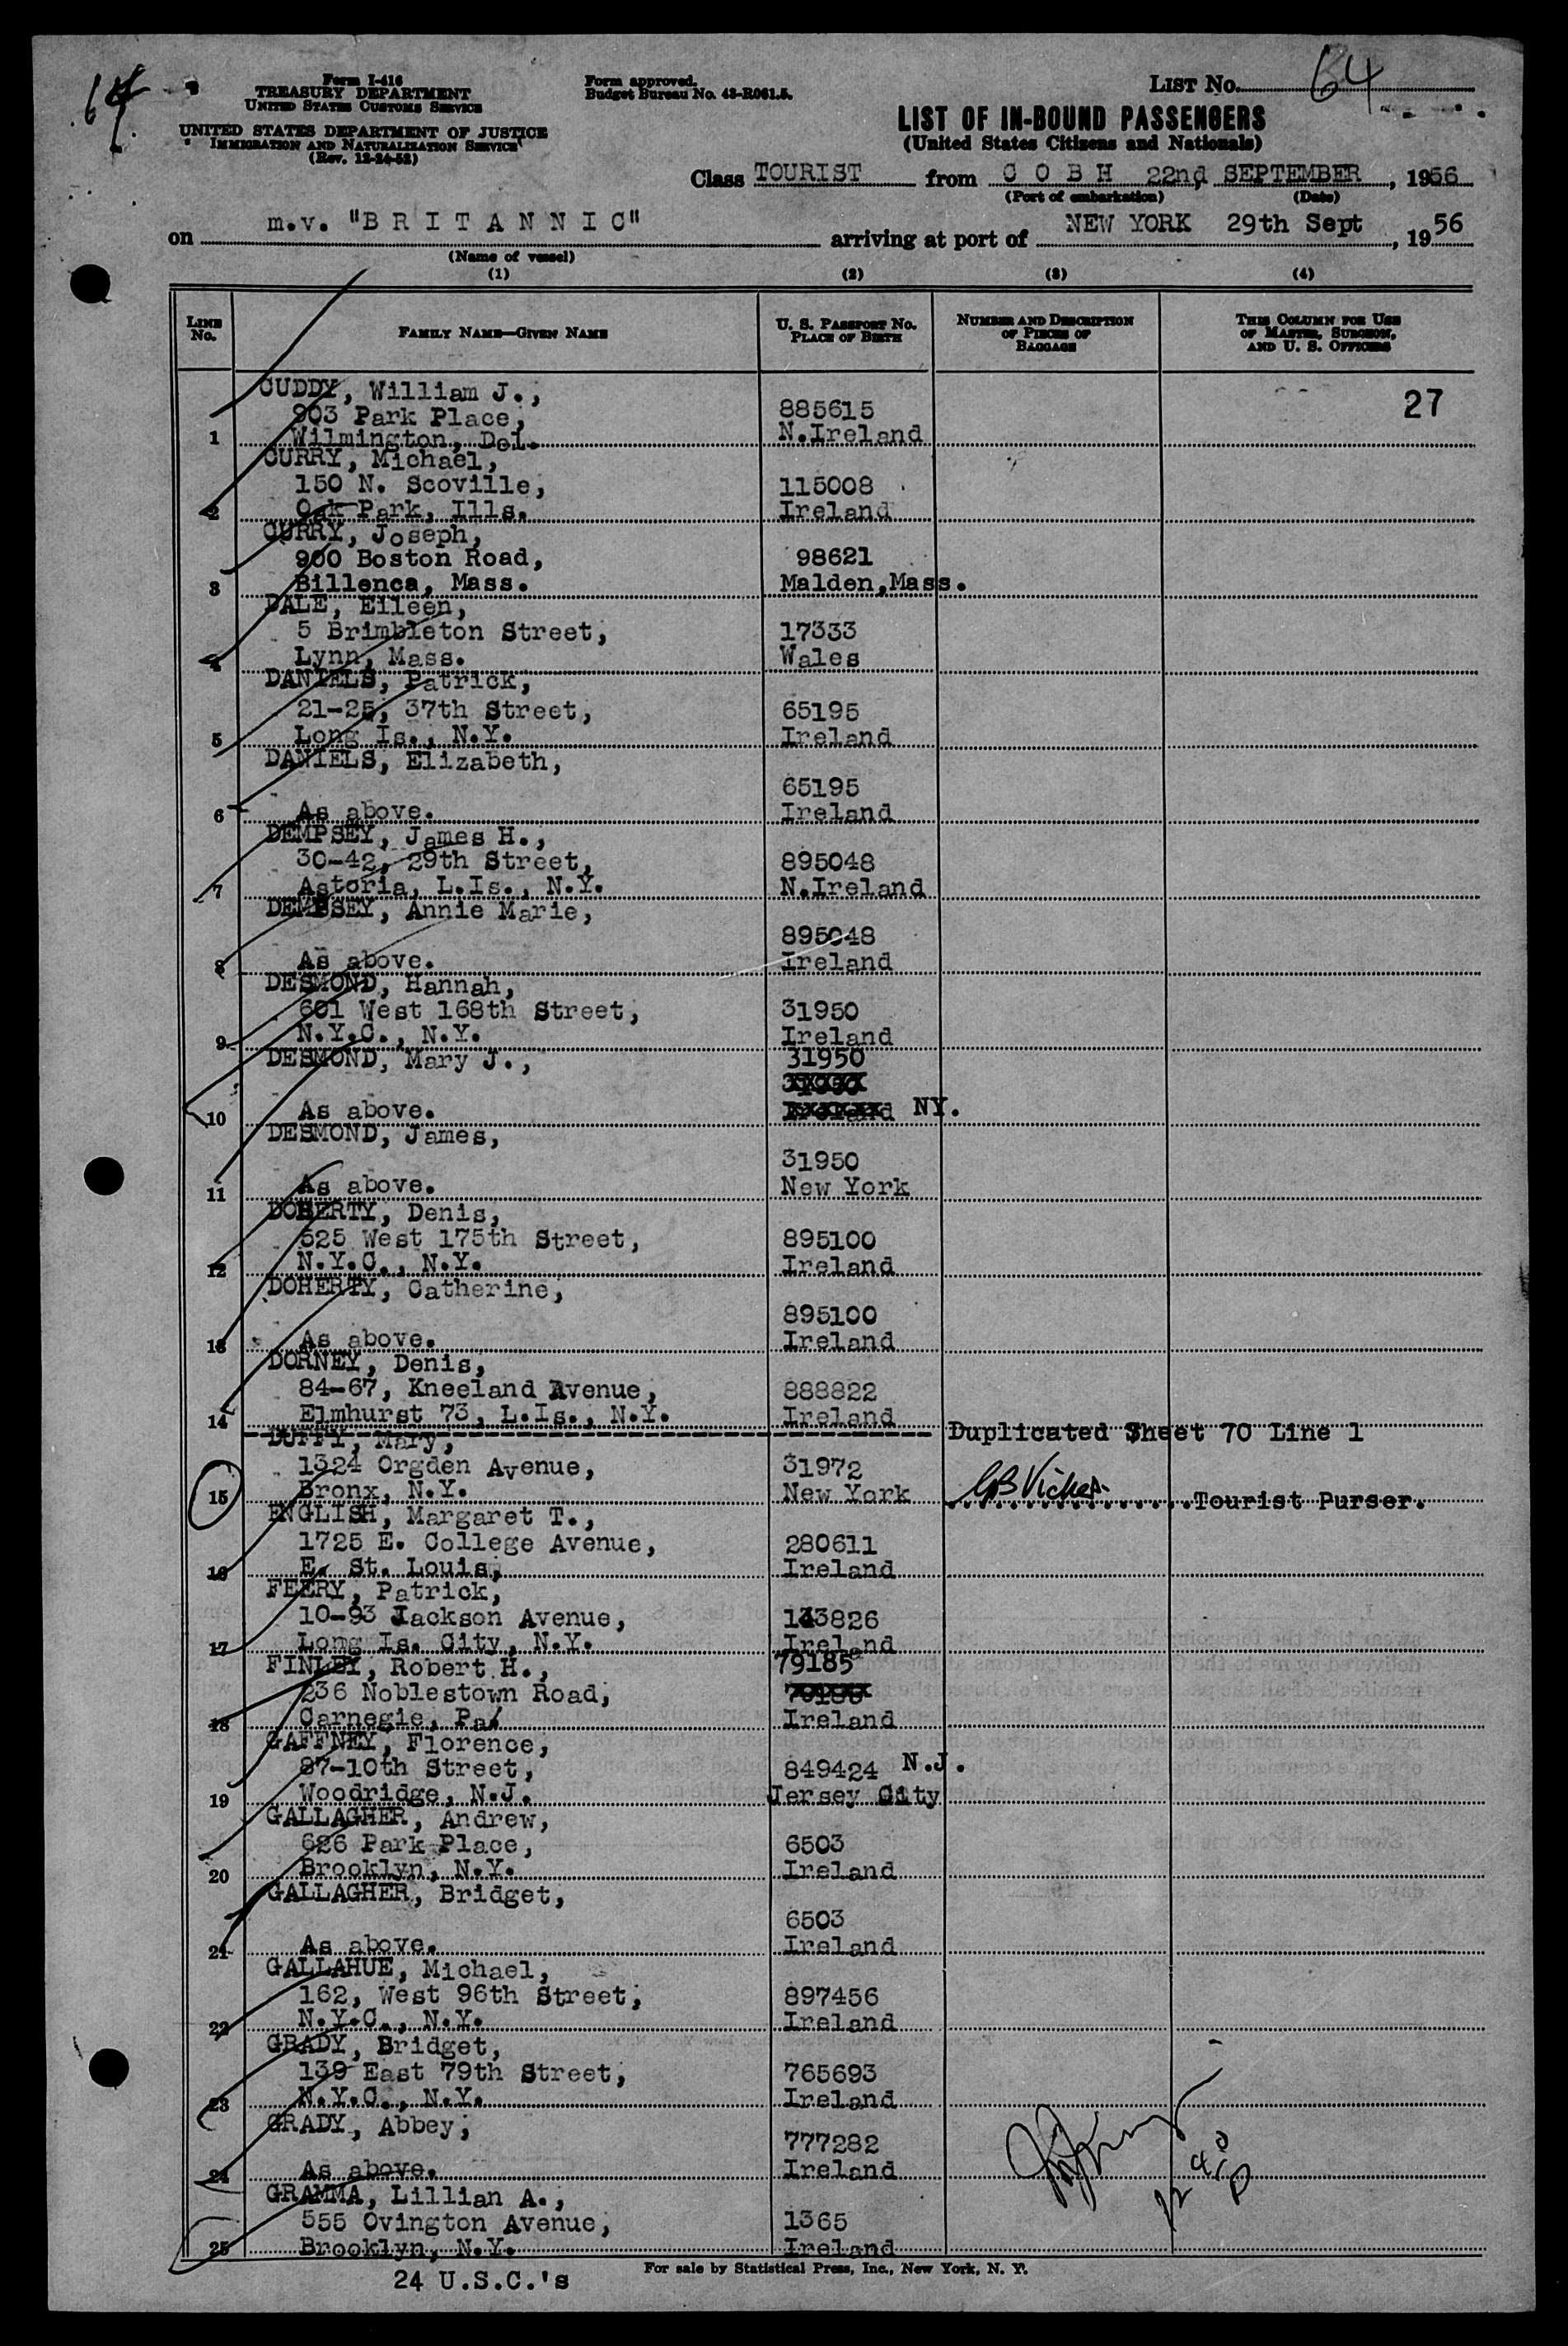 64
Form I-416
TREASURY DEPARTMENT
UNITED STATES CUSTOMS SERVICE
UNITED STATES DEPARTMENT OF JUSTICE
IMMIGRATION AND NATURALIZATION SERVICE
(Rev. 12-24-52)
Form approved.
Budget Bureau No. 43-R061.5.
LIST No. 64
LIST OF IN-BOUND PASSENGERS
(United States Citizens and Nationals)
Class TOURIST from C O B H 22nd SEPTEMBER, 1956
(Port of embarkation) (Date)
on m.v. "B R I T A N N I C" arriving at port of NEW YORK 29th Sept, 1956
(Name of vessel)
(1) (2) (3) (4)
LINE No. FAMILY NAME—GIVEN NAME U. S. PASSPORT No. PLACE OF BIRTH NUMBER AND DESCRIPTION OF PIECES OF BAGGAGE THIS COLUMN FOR USE OF MASTER, SURGEON, AND U. S. OFFICERS
27
CUDDY, William J.,
903 Park Place, 885615
1 Wilmington, Del. N.Ireland
CURRY, Michael,
150 N. Scoville, 115008
2 Oak Park, Ills. Ireland
CURRY, Joseph,
900 Boston Road, 98621
3 Billenca, Mass. Malden,Mass.
DALE, Eileen,
5 Brimbleton Street, 17333
4 Lynn, Mass. Wales
DANIELS, Patrick,
21-25, 37th Street, 65195
5 Long Is., N.Y. Ireland
DANIELS, Elizabeth,
65195
6 As above. Ireland
DEMPSEY, James H.,
30-42, 29th Street, 895048
7 Astoria, L.Is., N.Y. N.Ireland
DEMPSEY, Annie Marie,
895048
8 As above. Ireland
DESMOND, Hannah,
601 West 168th Street, 31950
9 N.Y.C., N.Y. Ireland
DESMOND, Mary J., 31950
10 As above. NY.
DESMOND, James,
31950
11 As above. New York
DOHERTY, Denis,
525 West 175th Street, 895100
12 N.Y.C., N.Y. Ireland
DOHERTY, Catherine,
895100
13 As above. Ireland
DORNEY, Denis,
84-67, Kneeland Avenue, 888822
14 Elmhurst 73, L.Is., N.Y. Ireland
DUFFY, Mary, Duplicated Sheet 70 Line 1
1324 Orgden Avenue, 31972
15 Bronx, N.Y. New York Tourist Purser.
ENGLISH, Margaret T.,
1725 E. College Avenue, 280611
16 E. St. Louis, Ireland
FEERY, Patrick,
10-93 Jackson Avenue, 133826
17 Long Is. City, N.Y. Ireland
FINLEY, Robert H., 79185
236 Noblestown Road,
18 Carnegie, Pa. Ireland
GAFFNEY, Florence,
87-10th Street, 849424 N.J.
19 Woodridge, N.J. Jersey City
GALLAGHER, Andrew,
626 Park Place, 6503
20 Brooklyn, N.Y. Ireland
GALLAGHER, Bridget,
6503
21 As above. Ireland
GALLAHUE, Michael,
162, West 96th Street, 897456
22 N.Y.C., N.Y. Ireland
GRADY, Bridget,
139 East 79th Street, 765693
23 N.Y.C., N.Y. Ireland
GRADY, Abbey,
777282
24 As above. Ireland
GRAMMA, Lillian A.,
555 Ovington Avenue, 1365
25 Brooklyn, N.Y. Ireland
24 U.S.C.'s
For sale by Statistical Press, Inc., New York, N. Y.